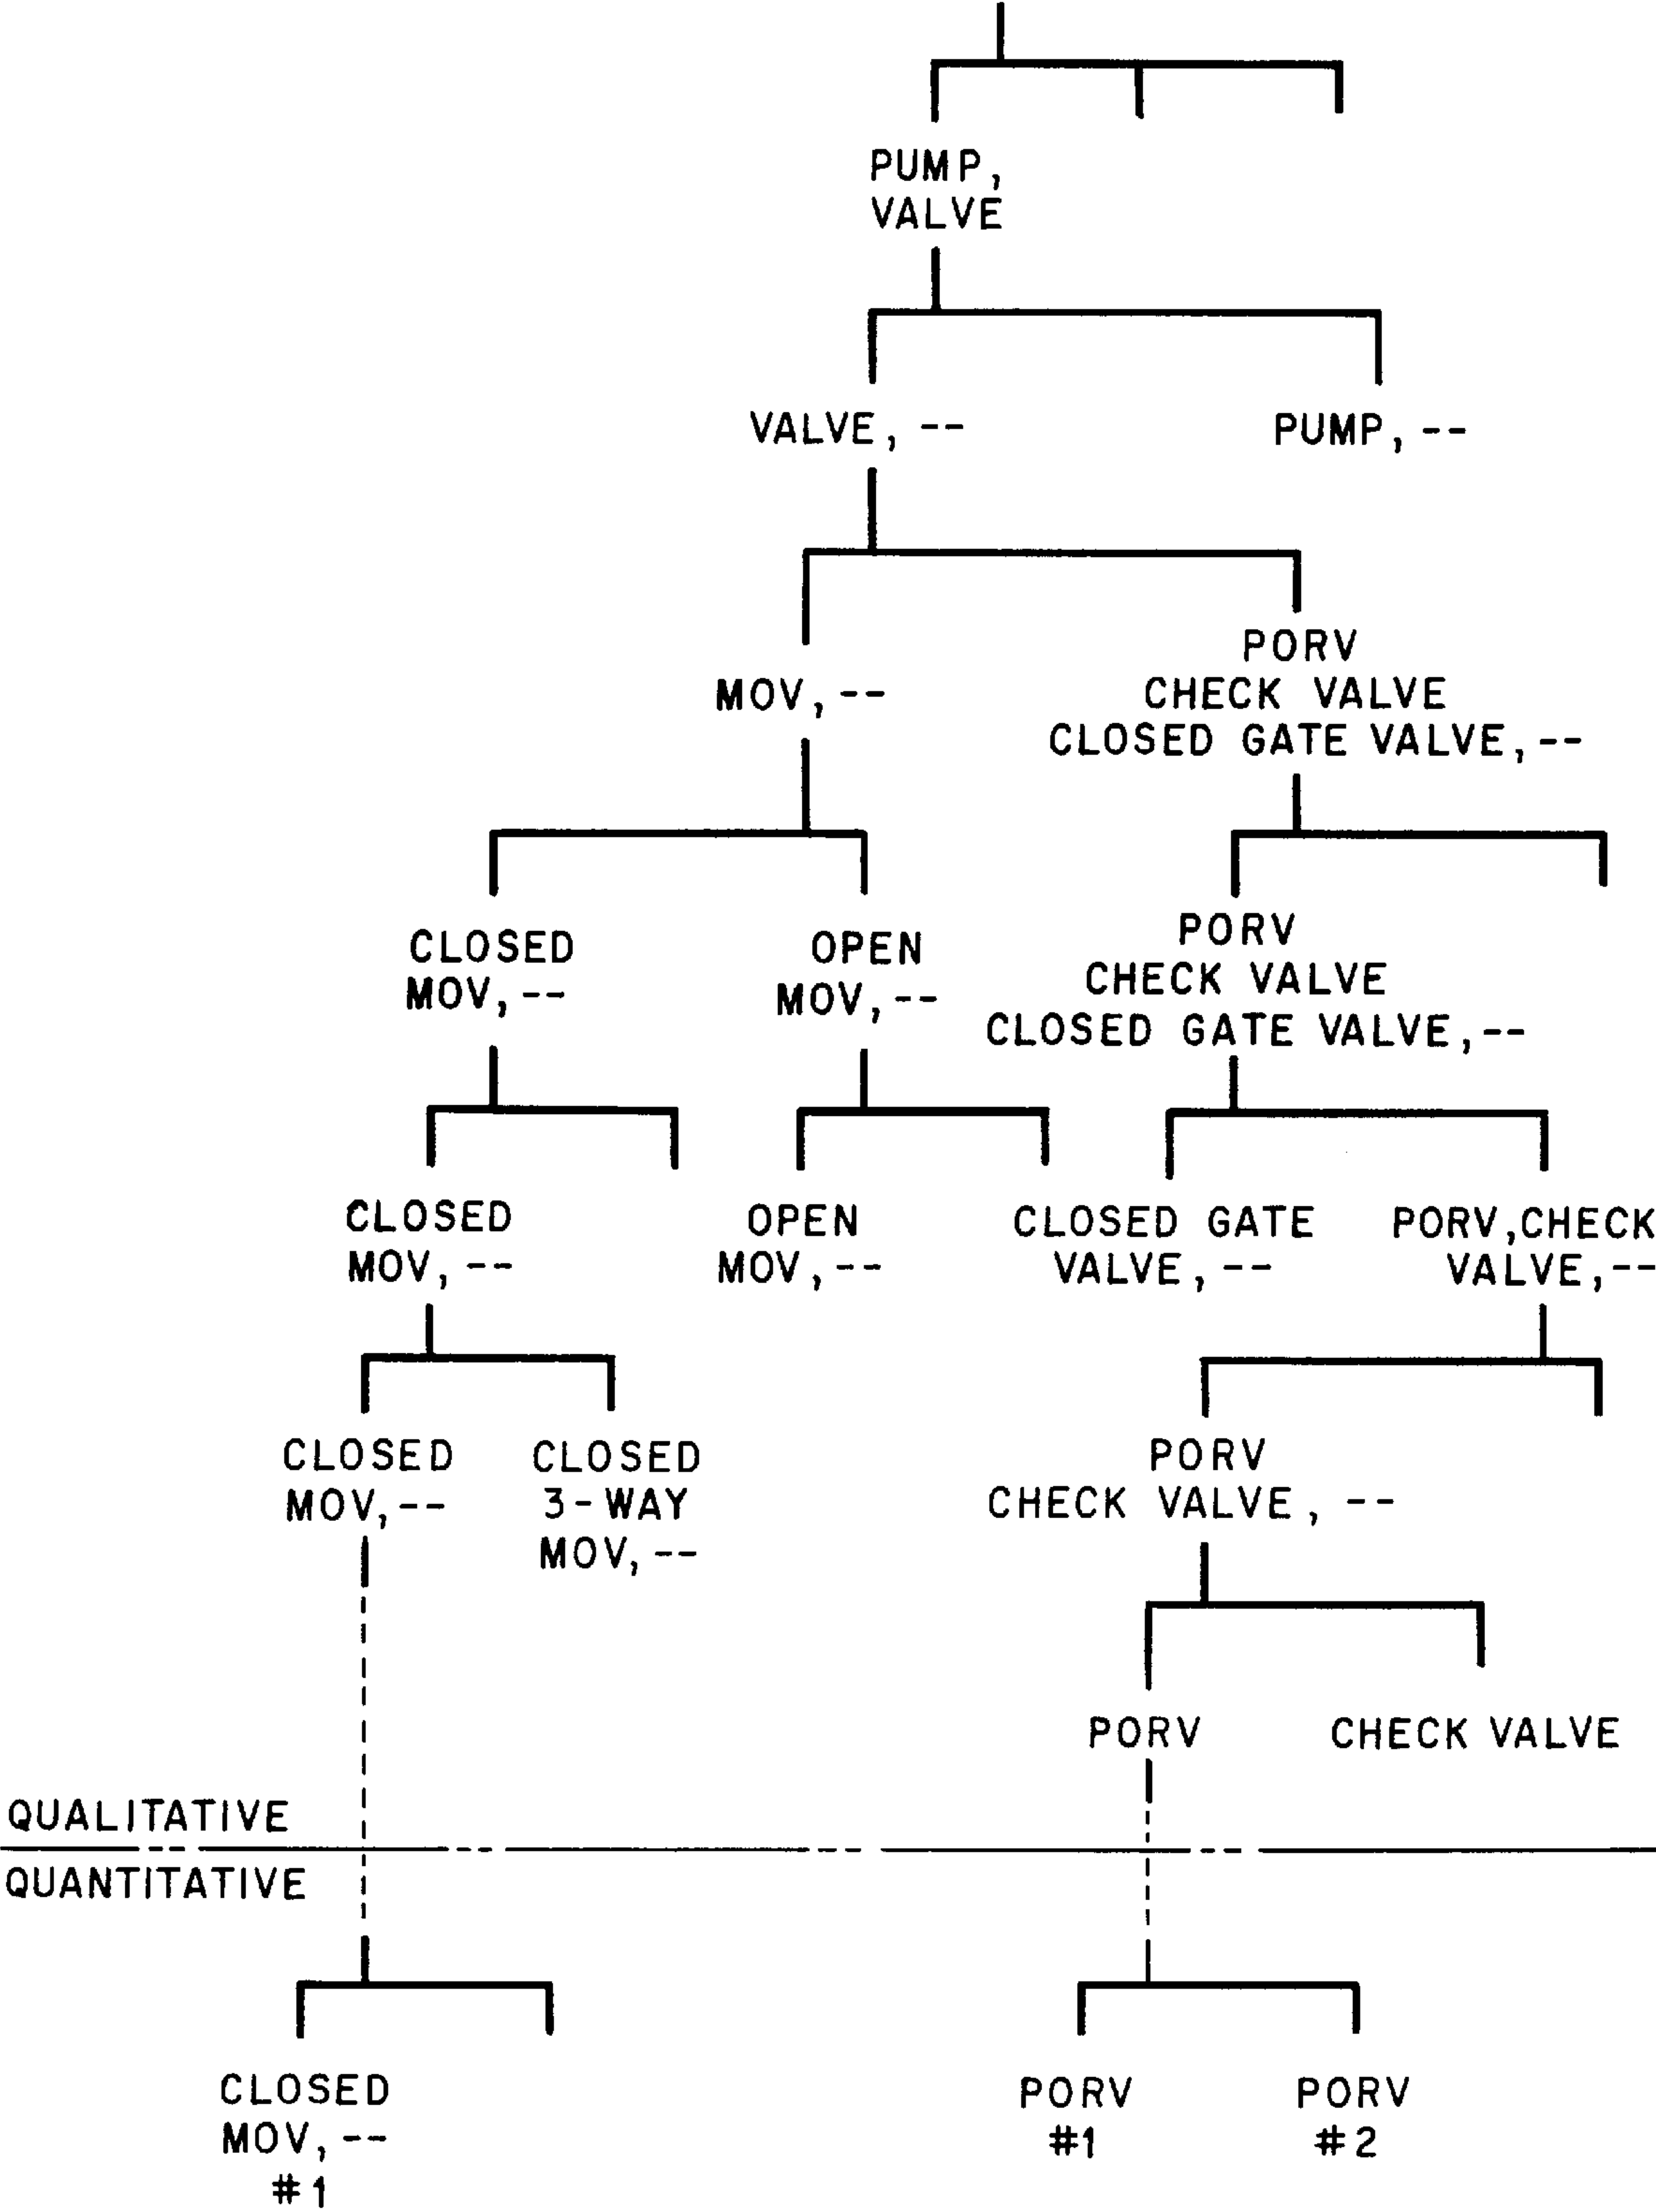 PUMP,
VALVE
VALVE, --
PUMP, --
MOV, --
PORV
CHECK VALVE
CLOSED GATE VALVE, --
CLOSED
MOV, --
OPEN
MOV, --
PORV
CHECK VALVE
CLOSED GATE VALVE, --
CLOSED
MOV, --
OPEN
MOV, --
CLOSED GATE
VALVE, --
PORV, CHECK
VALVE, --
CLOSED
MOV, --
CLOSED
3-WAY
MOV, --
PORV
CHECK VALVE, --
PORV
CHECK VALVE
QUALITATIVE
QUANTITATIVE
CLOSED
MOV, --
#1
PORV
#1
PORV
#2